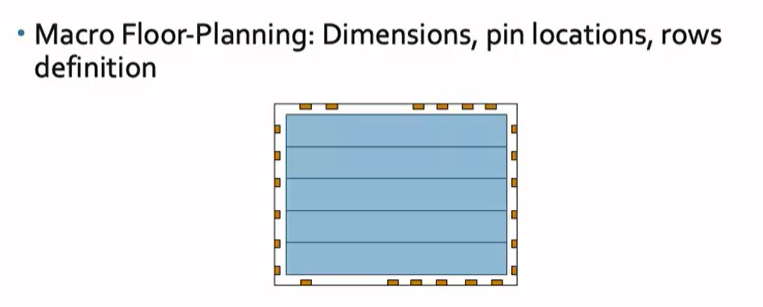 • Macro Floor-Planning: Dimensions, pin locations, rows
definition